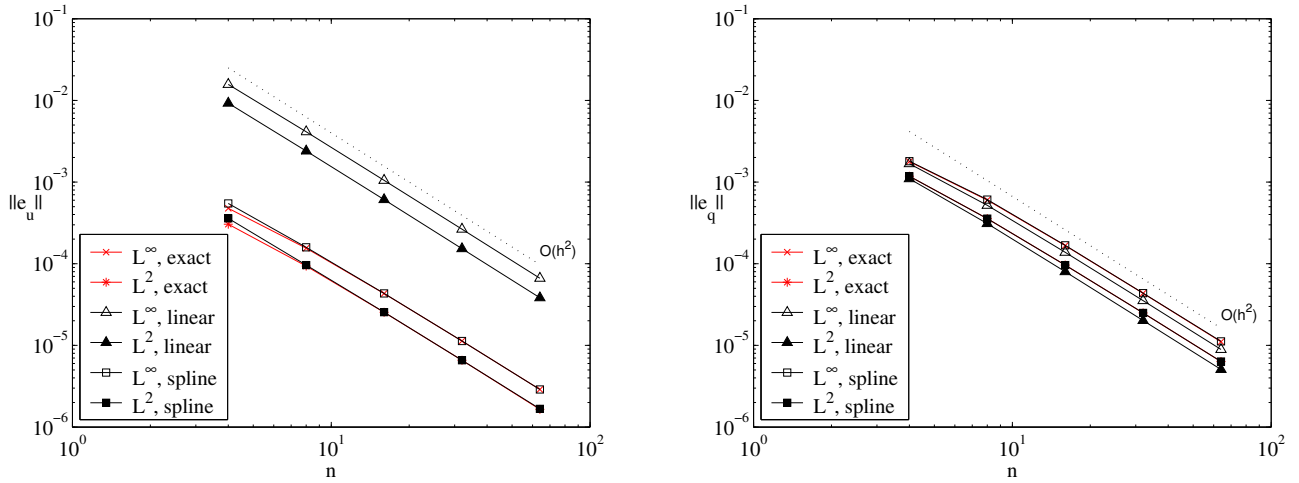 10^-1
10^-2
10^-3
10^-4
10^-5
10^-6
||e_u||
10^0
10^1
10^2
n
O(h^2)
L^∞, exact
L^2, exact
L^∞, linear
L^2, linear
L^∞, spline
L^2, spline
10^-1
10^-2
10^-3
10^-4
10^-5
10^-6
||e_q||
10^0
10^1
10^2
n
O(h^2)
L^∞, exact
L^2, exact
L^∞, linear
L^2, linear
L^∞, spline
L^2, spline